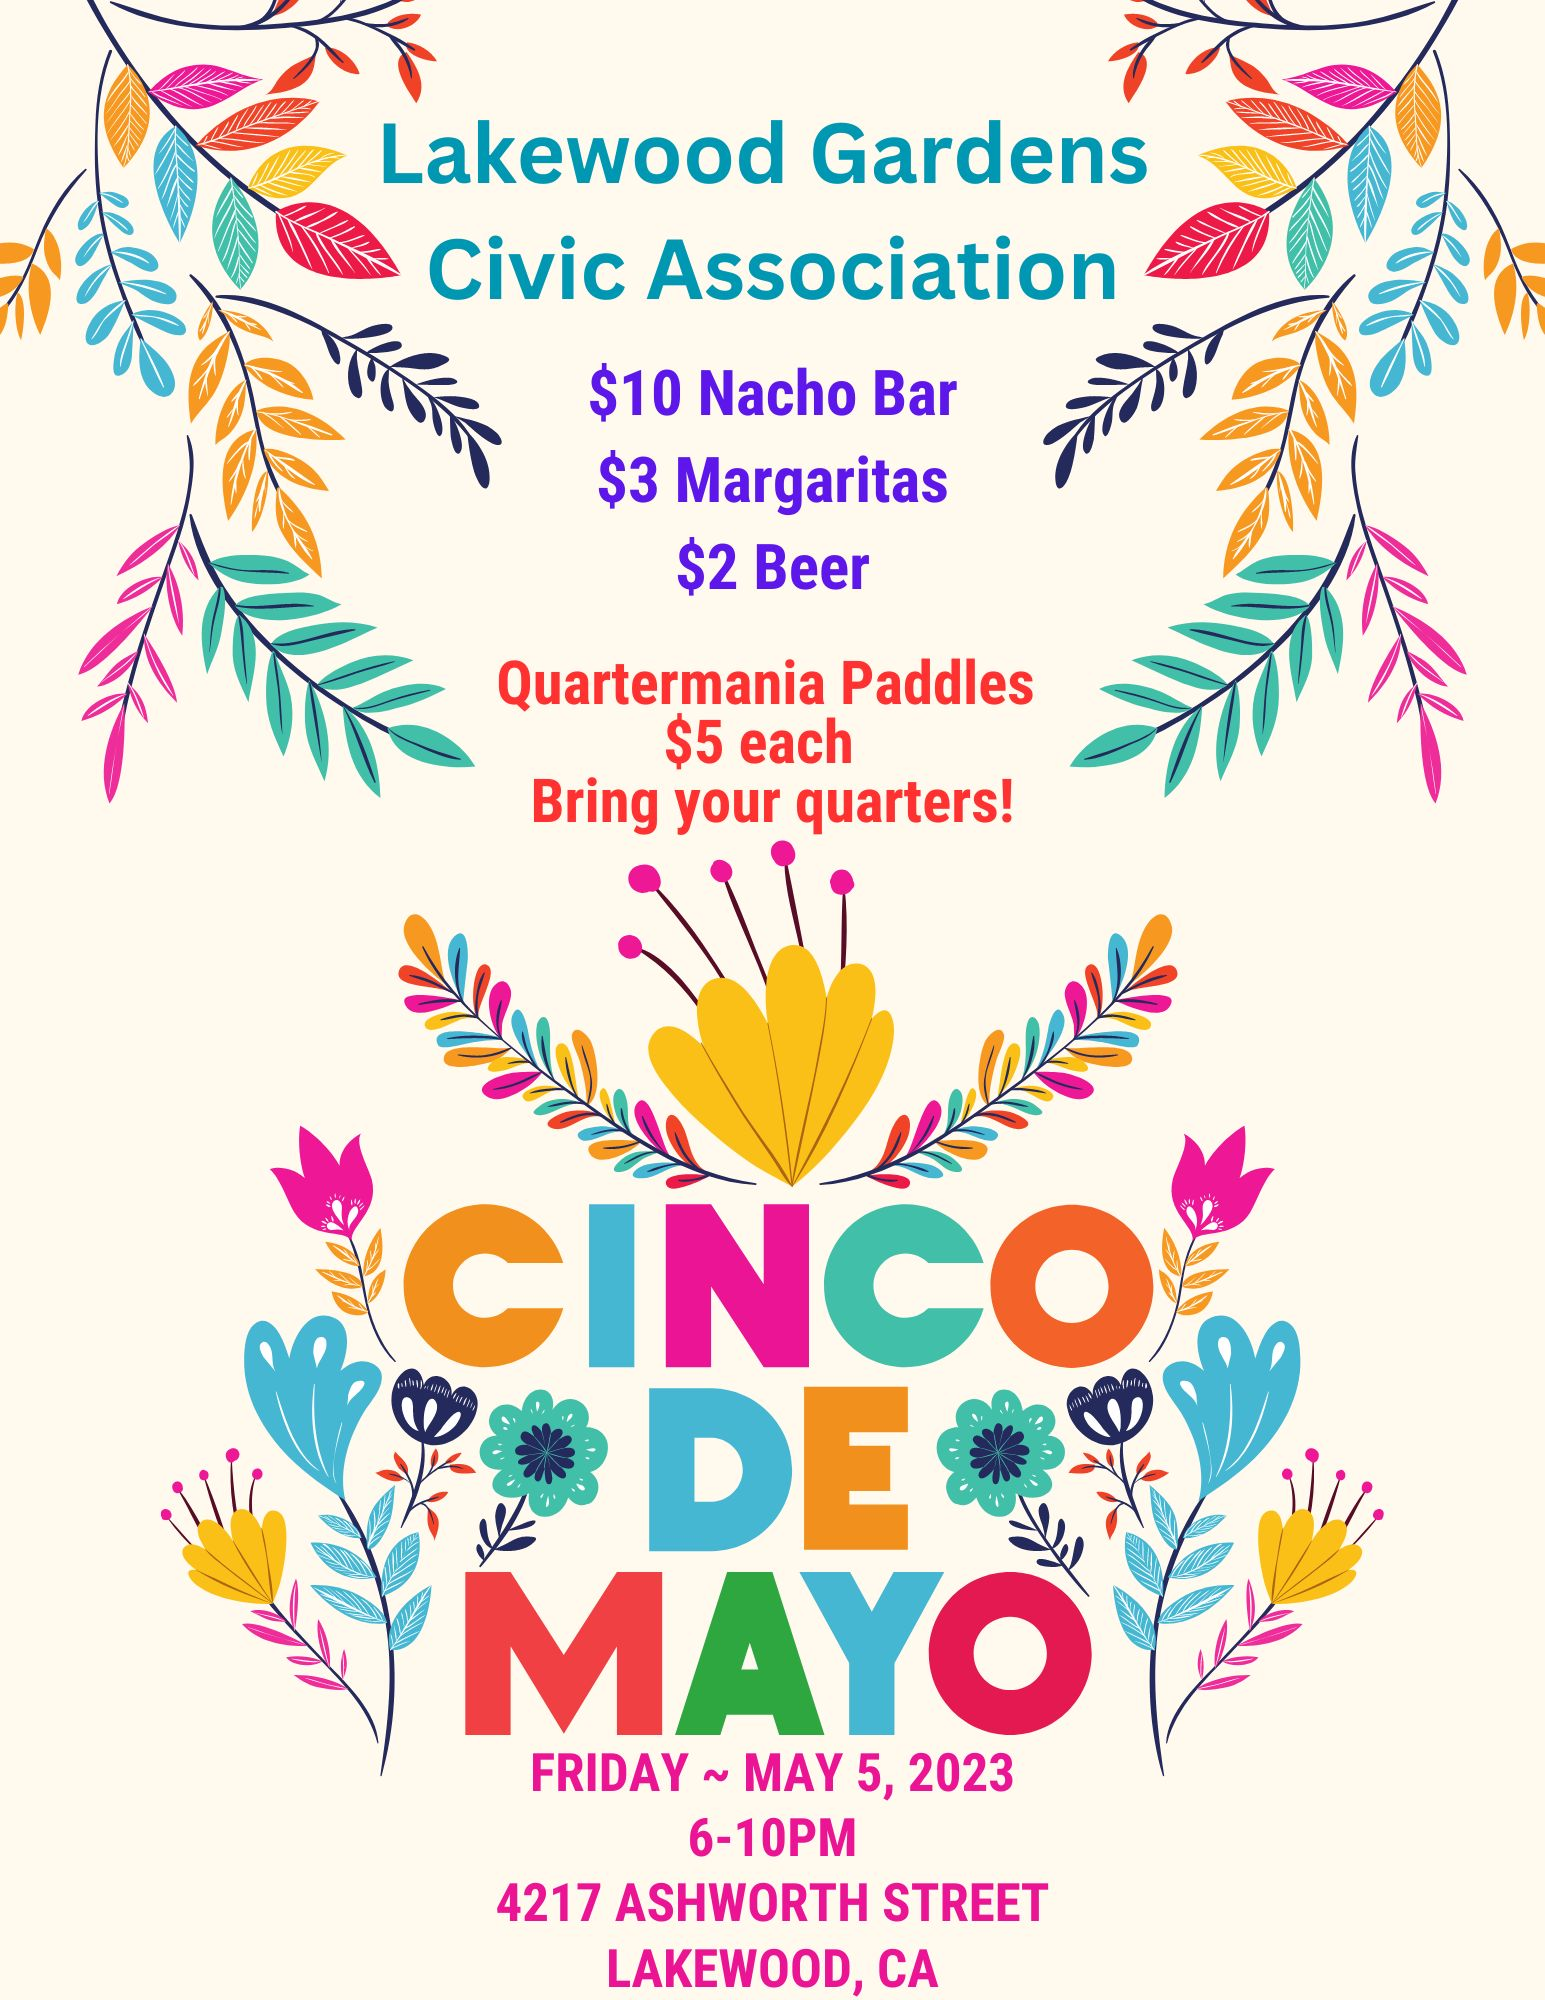 Lakewood Gardens
Civic Association
$10 Nacho Bar
$3 Margaritas
$2 Beer
Quartermania Paddles
$5 each
Bring your quarters!
CINCO
DE
MAYO
FRIDAY ~ MAY 5, 2023
6-10PM
4217 ASHWORTH STREET
LAKEWOOD, CA